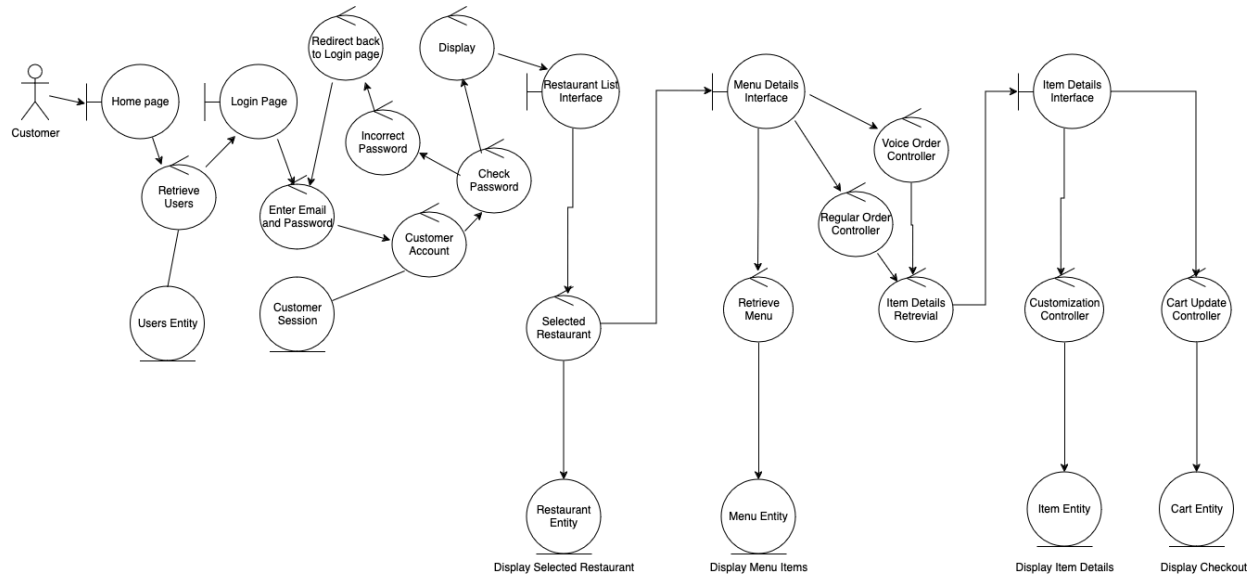 Customer
Home page
Retrieve
Users
Users Entity
Login Page
Enter Email
and Password
Customer
Session
Redirect back
to Login page
Incorrect
Password
Customer
Account
Check
Password
Display
Restaurant List
Interface
Selected
Restaurant
Restaurant
Entity
Display Selected Restaurant
Menu Details
Interface
Retrieve
Menu
Menu Entity
Display Menu Items
Voice Order
Controller
Regular Order
Controller
Item Details
Retrevial
Item Details
Interface
Customization
Controller
Item Entity
Display Item Details
Cart Update
Controller
Cart Entity
Display Checkout